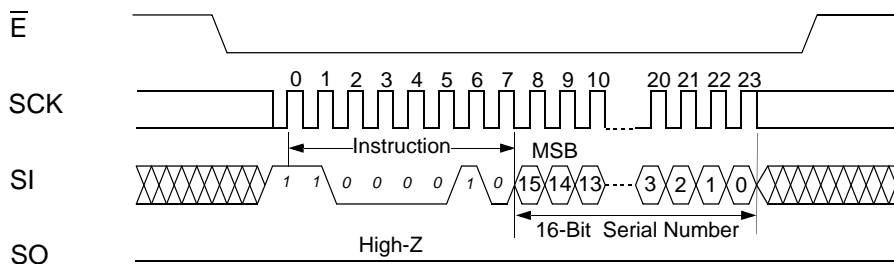 E
SCK 0 1 2 3 4 5 6 7 8 9 10 20 21 22 23
Instruction MSB
SI 1 1 0 0 0 0 1 0 15 14 13 3 2 1 0
16-Bit Serial Number
High-Z
SO